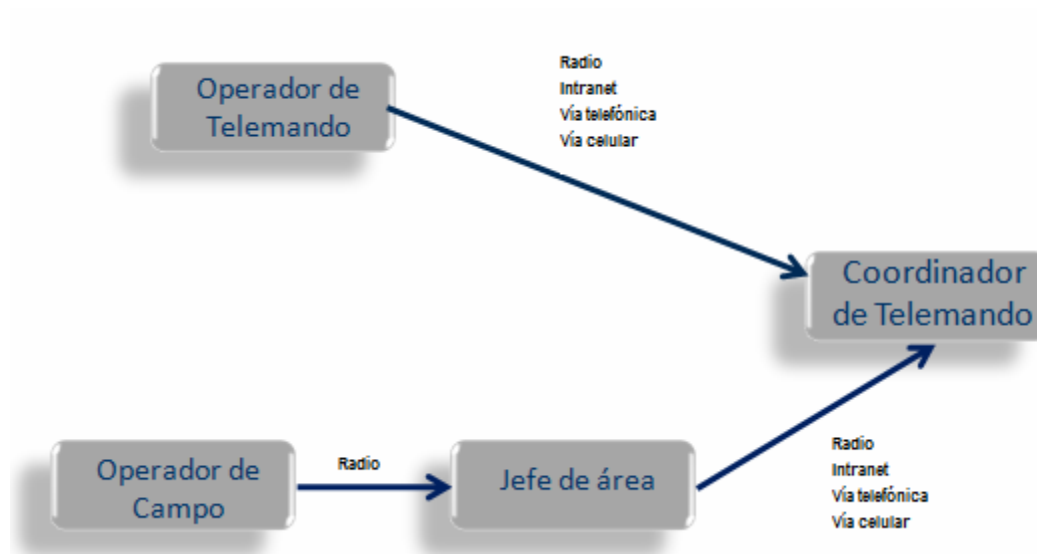 Operador de
Telemando
Radio
Intranet
Vía telefónica
Vía celular
Coordinador
de Telemando
Operador de
Campo
Radio
Jefe de área
Radio
Intranet
Vía telefónica
Vía celular